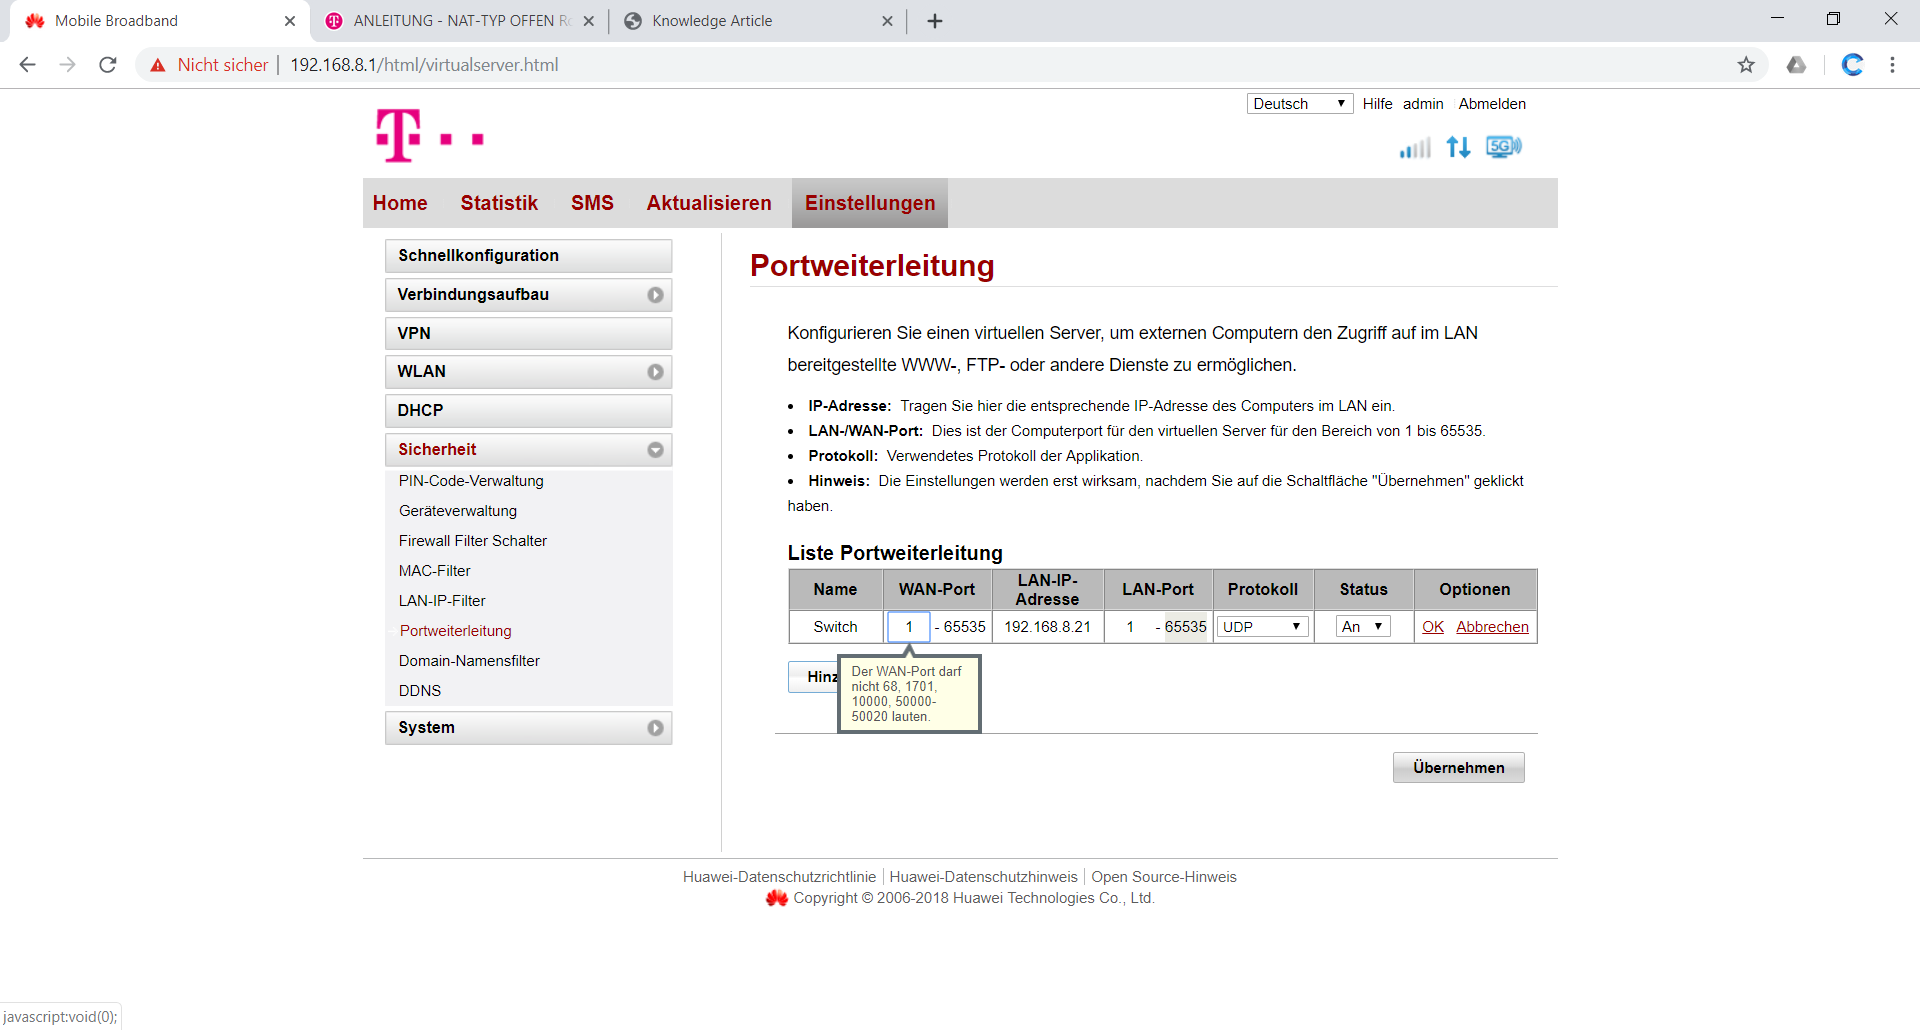 Mobile Broadband
ANLEITUNG - NAT-TYP OFFEN
Knowledge Article
Nicht sicher
192.168.8.1/html/virtualserver.html
Deutsch
Hilfe admin Abmelden
T
5G
Home Statistik SMS Aktualisieren Einstellungen
Schnellkonfiguration
Verbindungsaufbau
VPN
WLAN
DHCP
Sicherheit
PIN-Code-Verwaltung
Geräteverwaltung
Firewall Filter Schalter
MAC-Filter
LAN-IP-Filter
Portweiterleitung
Domain-Namensfilter
DDNS
System
Portweiterleitung
Konfigurieren Sie einen virtuellen Server, um externen Computern den Zugriff auf im LAN
bereitgestellte WWW-, FTP- oder andere Dienste zu ermöglichen.
• IP-Adresse: Tragen Sie hier die entsprechende IP-Adresse des Computers im LAN ein.
• LAN-/WAN-Port: Dies ist der Computerport für den virtuellen Server für den Bereich von 1 bis 65535.
• Protokoll: Verwendetes Protokoll der Applikation.
• Hinweis: Die Einstellungen werden erst wirksam, nachdem Sie auf die Schaltfläche "Übernehmen" geklickt
haben.
Liste Portweiterleitung
Name WAN-Port LAN-IP-Adresse LAN-Port Protokoll Status Optionen
Switch 1 - 65535 192.168.8.21 1 - 65535 UDP An OK Abbrechen
Hinz
Der WAN-Port darf
nicht 68, 1701,
10000, 50000-
50020 lauten.
Übernehmen
Huawei-Datenschutzrichtlinie | Huawei-Datenschutzhinweis | Open Source-Hinweis
Copyright © 2006-2018 Huawei Technologies Co., Ltd.
javascript:void(0);